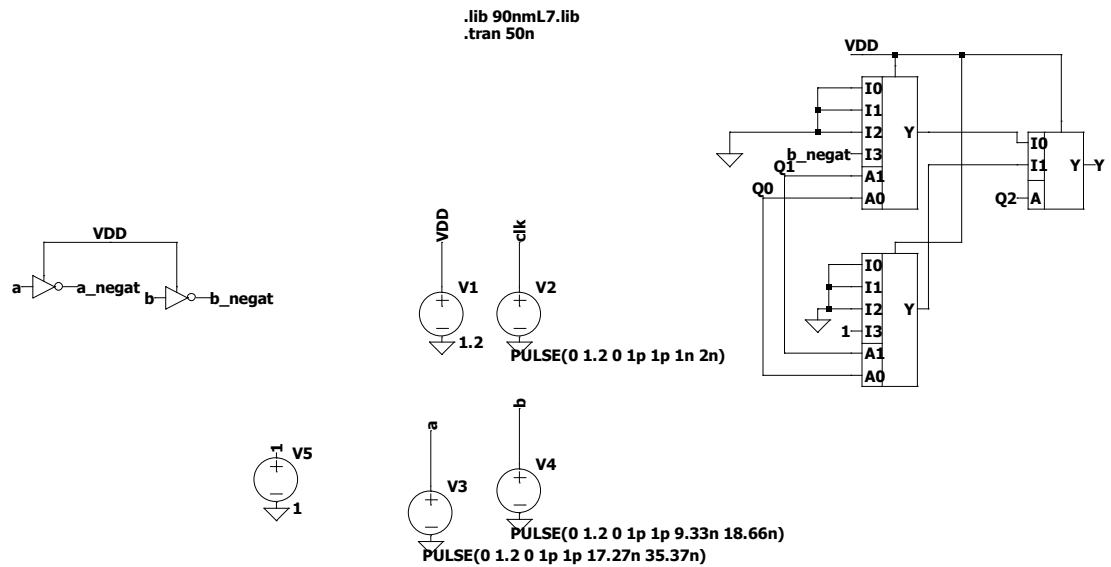 .lib 90nmL7.lib
.tran 50n
VDD
I0
I1
I2
Y
b_negat
I3
Q1
A1
Q0
A0
I0
I1
Y
Y
Q2
A
I0
I1
I2
Y
1
I3
A1
A0
VDD
a
a_negat
b
b_negat
VDD
clk
V1
V2
1.2
PULSE(0 1.2 0 1p 1p 1n 2n)
1
V5
1
a
b
V3
V4
PULSE(0 1.2 0 1p 1p 9.33n 18.66n)
PULSE(0 1.2 0 1p 1p 17.27n 35.37n)